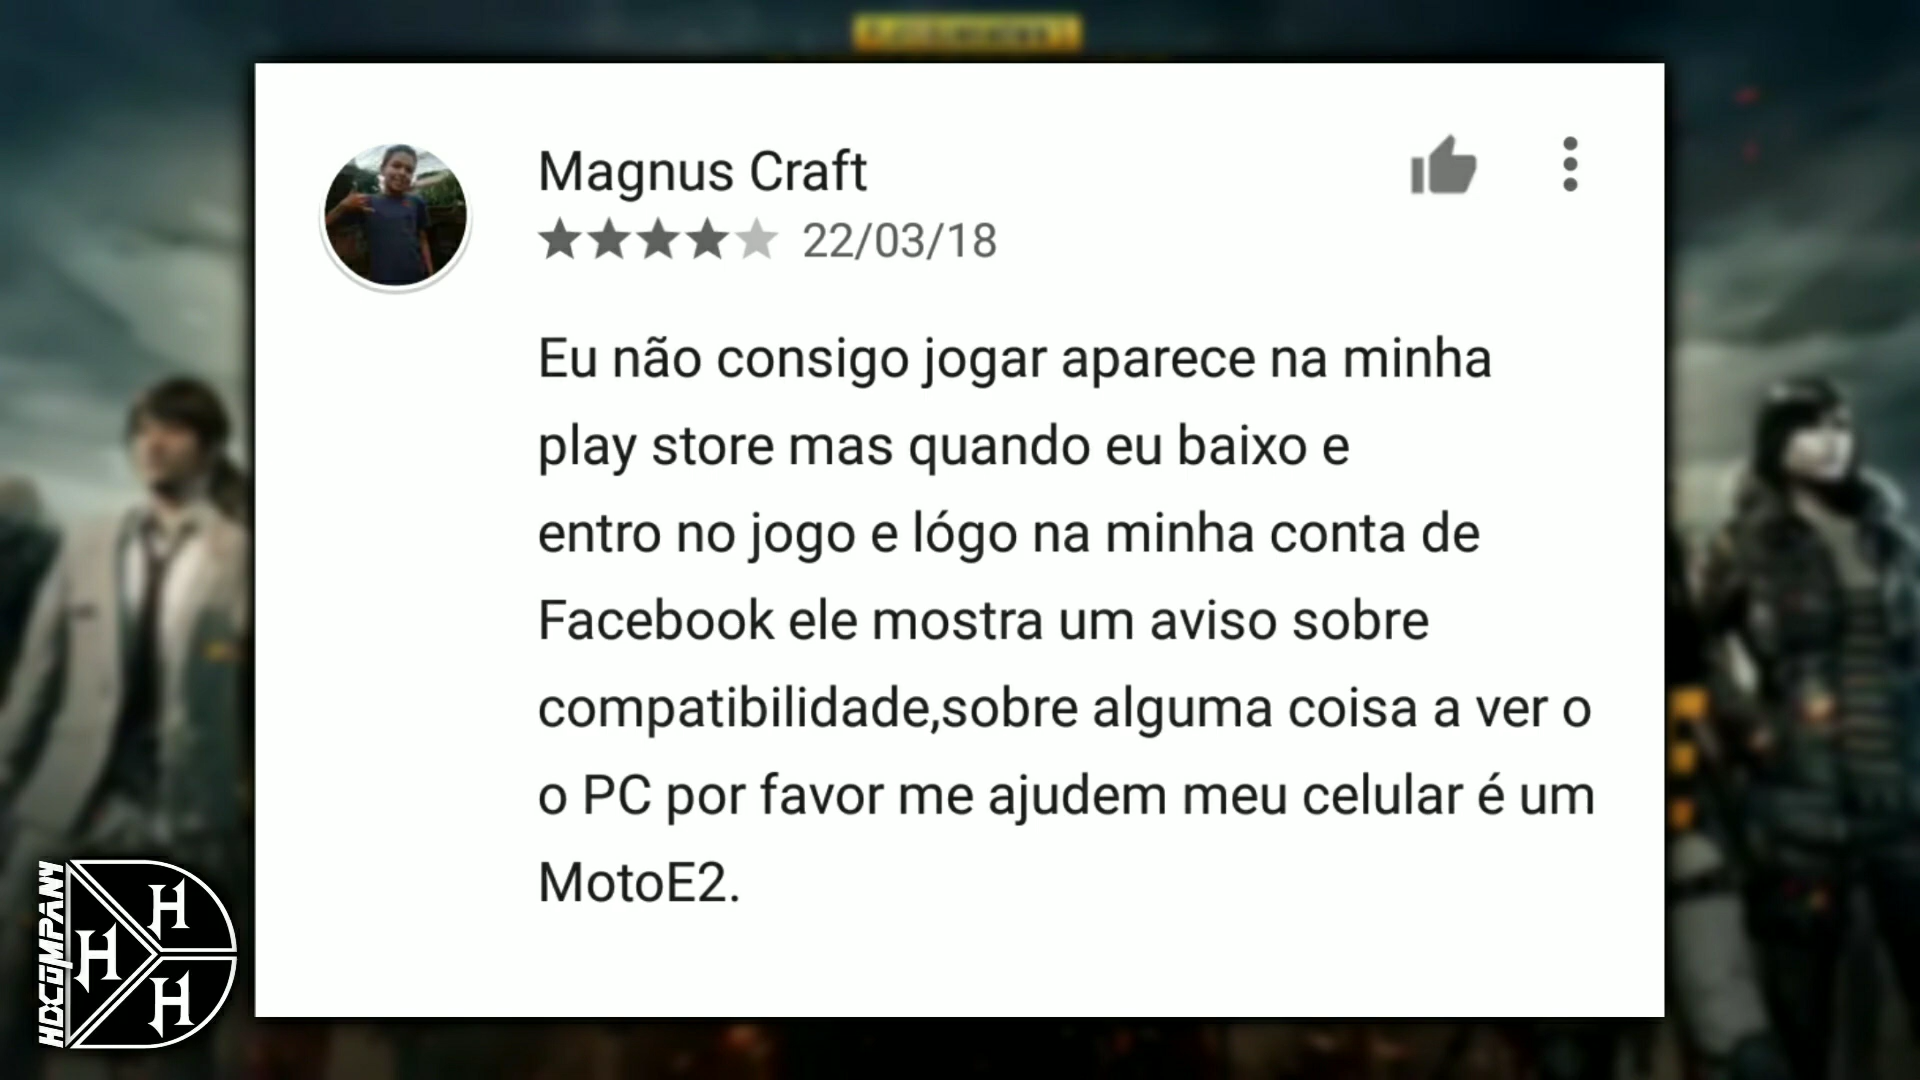 Magnus Craft
22/03/18
Eu não consigo jogar aparece na minha
play store mas quando eu baixo e
entro no jogo e lógo na minha conta de
Facebook ele mostra um aviso sobre
compatibilidade,sobre alguma coisa a ver o
o PC por favor me ajudem meu celular é um
MotoE2.
HDCOMPANY
H
H
H